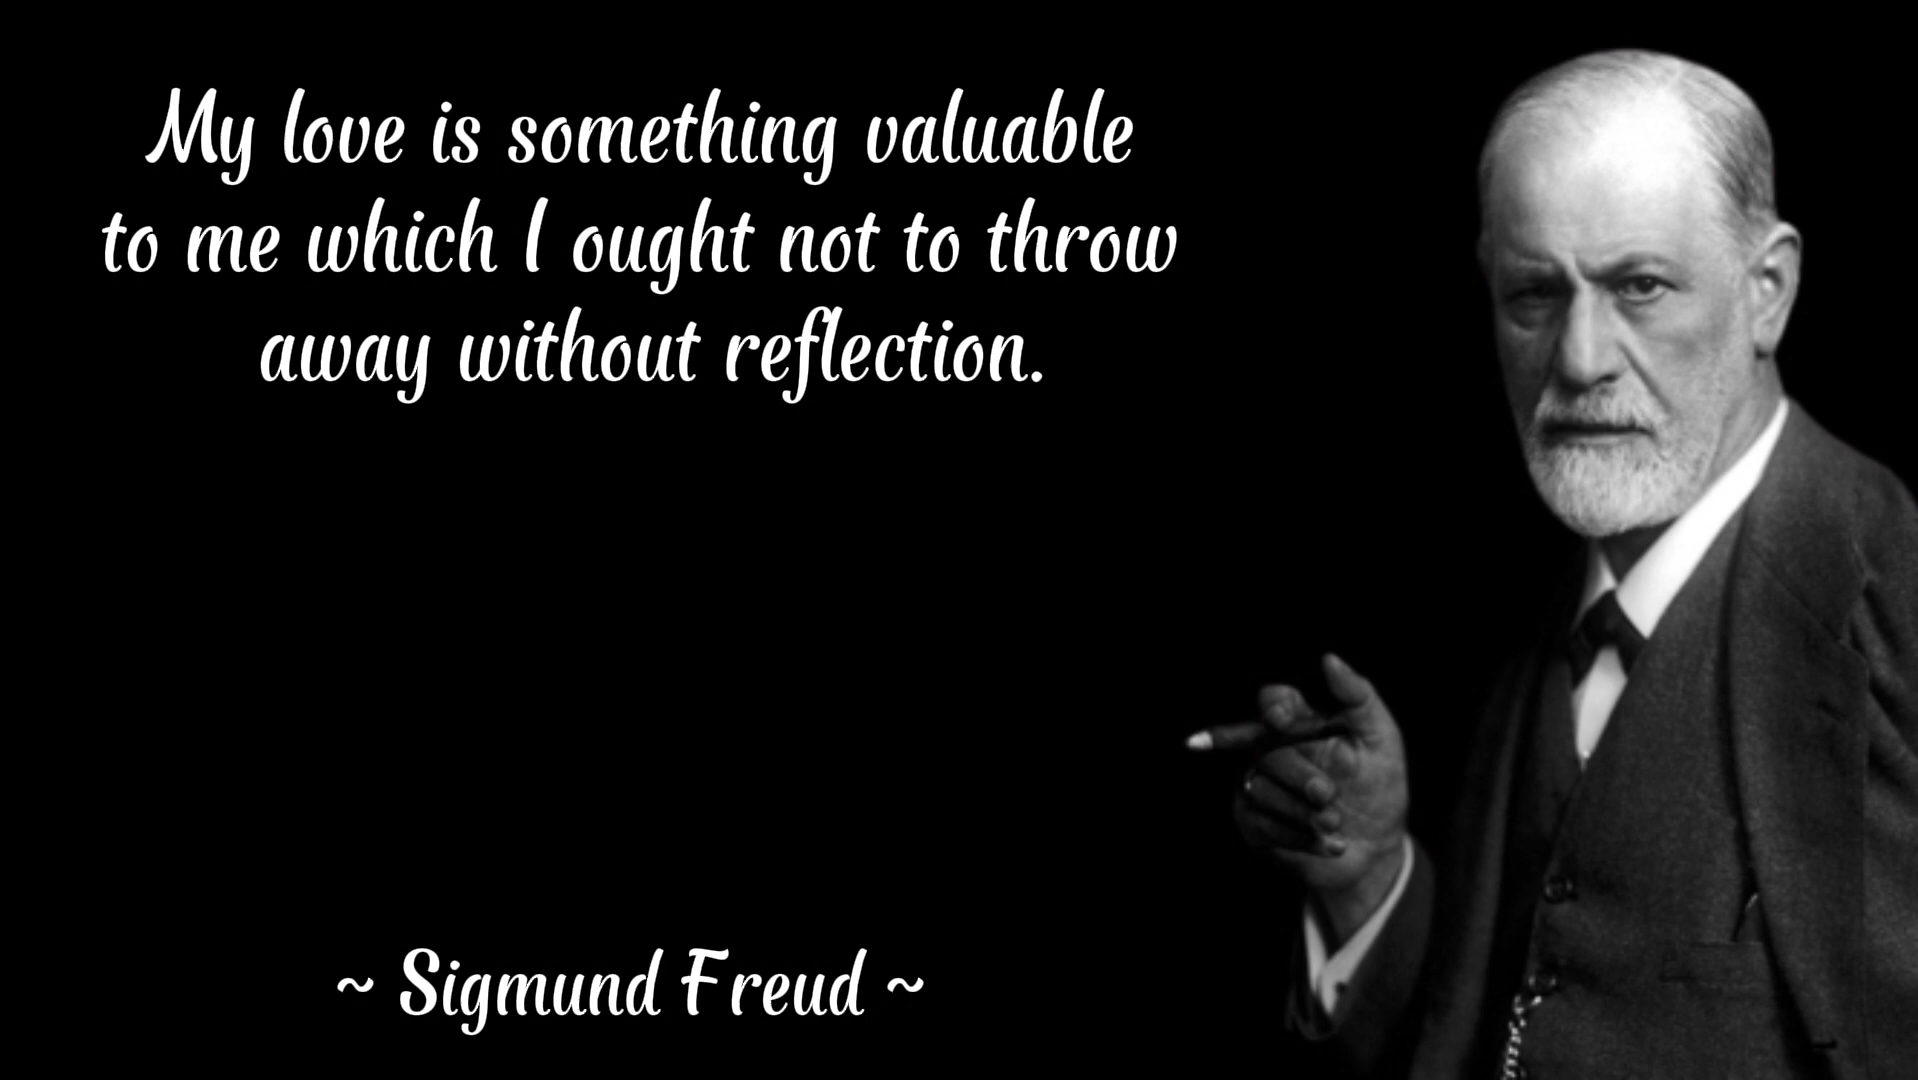 My love is something valuable
to me which I ought not to throw
away without reflection.
~ Sigmund Freud ~